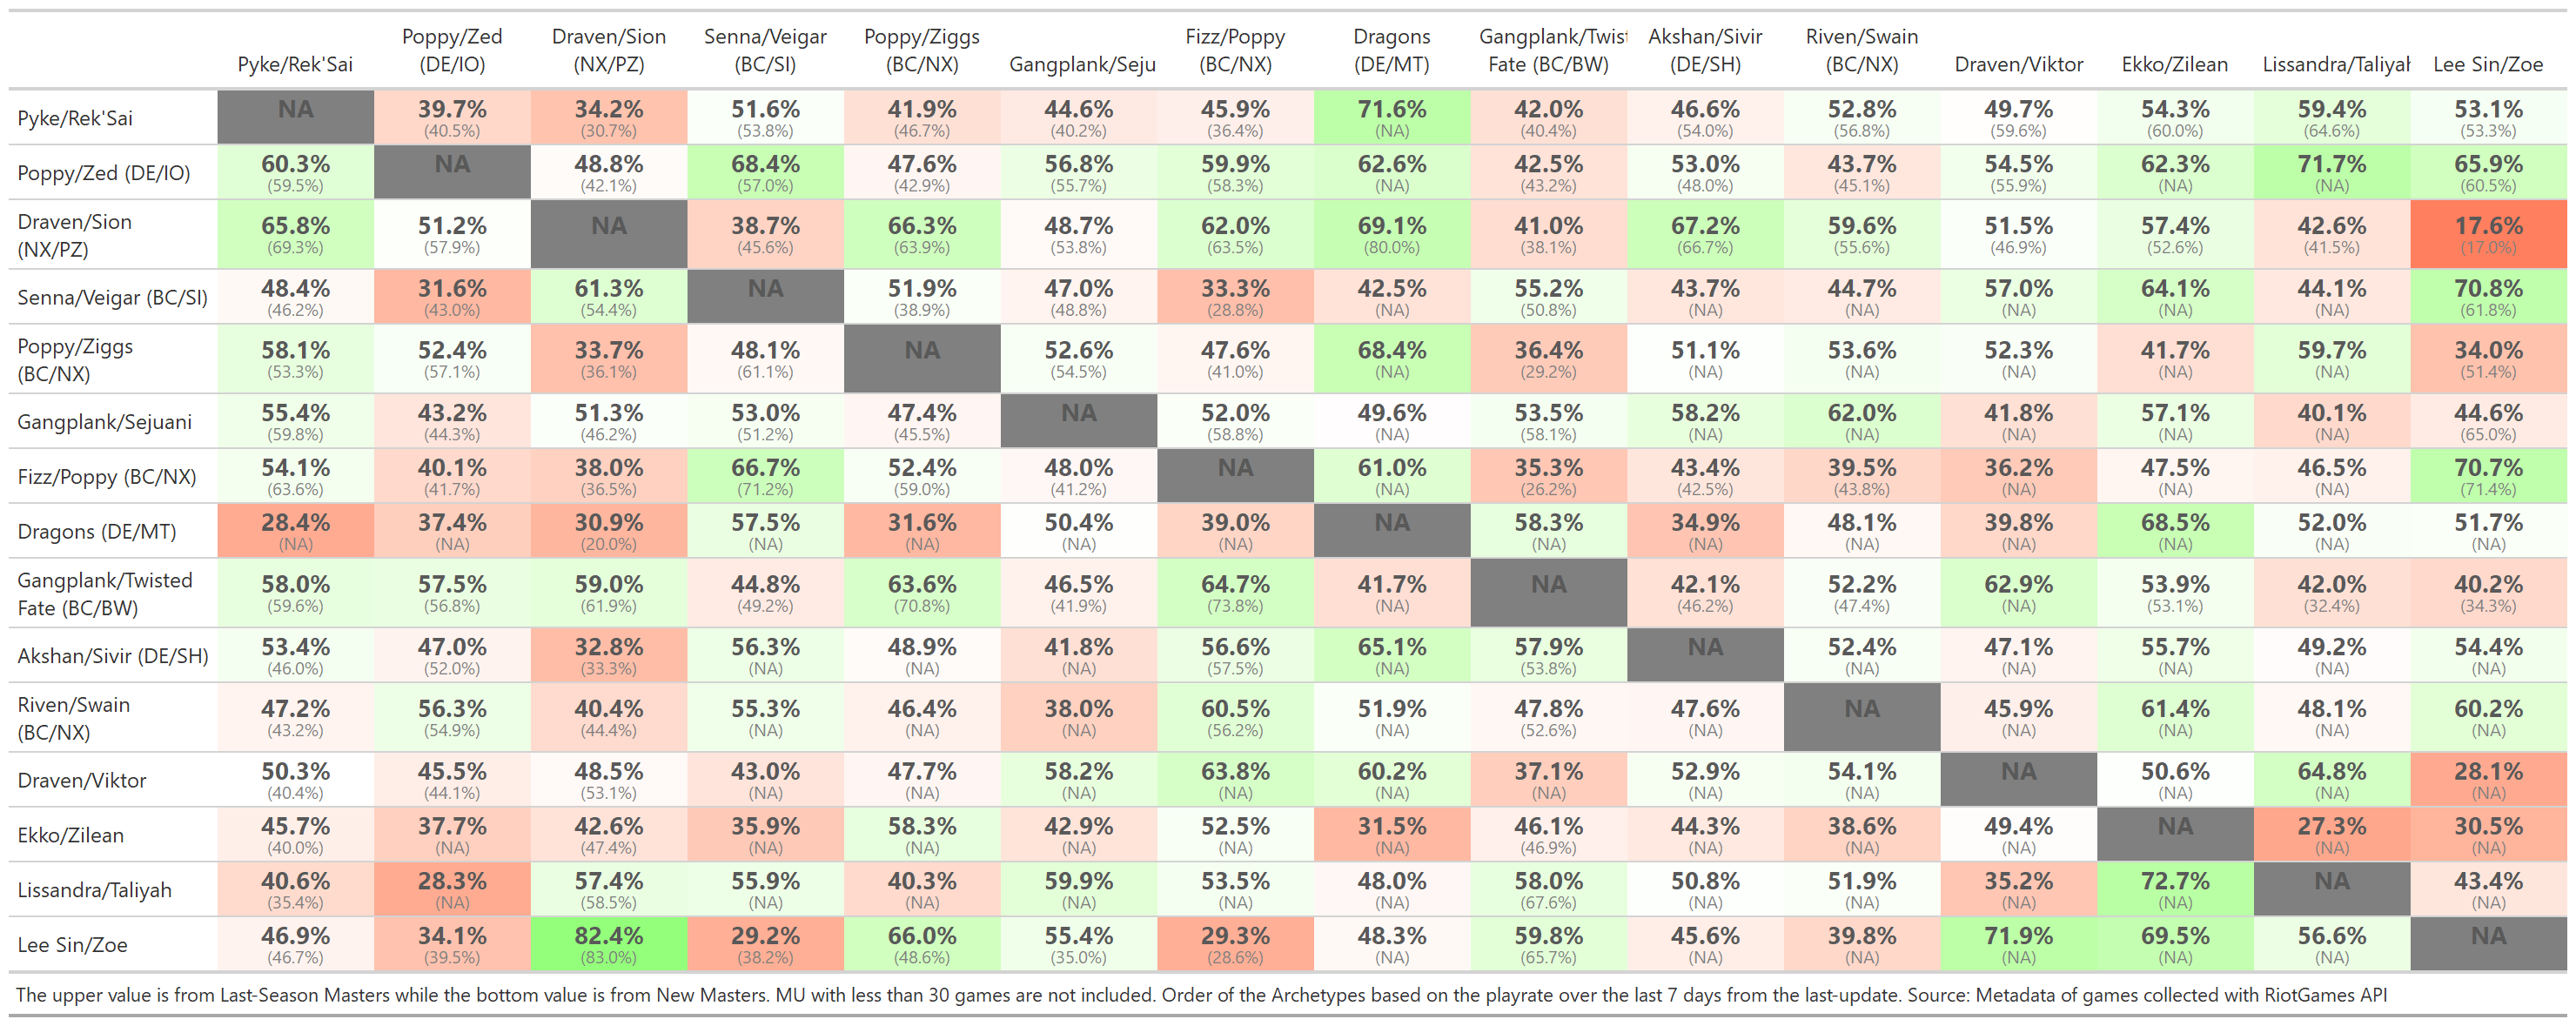 Poppy/Zed Draven/Sion Senna/Veigar Poppy/Ziggs Fizz/Poppy Dragons Gangplank/Twist Akshan/Sivir Riven/Swain
Pyke/Rek'Sai (DE/IO) (NX/PZ) (BC/SI) (BC/NX) Gangplank/Seju (BC/NX) (DE/MT) Fate (BC/BW) (DE/SH) (BC/NX) Draven/Viktor Ekko/Zilean Lissandra/Taliyah Lee Sin/Zoe
Pyke/Rek'Sai NA 39.7% 34.2% 51.6% 41.9% 44.6% 45.9% 71.6% 42.0% 46.6% 52.8% 49.7% 54.3% 59.4% 53.1%
(40.5%) (30.7%) (53.8%) (46.7%) (40.2%) (36.4%) (NA) (40.4%) (54.0%) (56.8%) (59.6%) (60.0%) (64.6%) (53.3%)
Poppy/Zed (DE/IO) 60.3% NA 48.8% 68.4% 47.6% 56.8% 59.9% 62.6% 42.5% 53.0% 43.7% 54.5% 62.3% 71.7% 65.9%
(59.5%) (42.1%) (57.0%) (42.9%) (55.7%) (58.3%) (NA) (43.2%) (48.0%) (45.1%) (55.9%) (NA) (NA) (60.5%)
Draven/Sion 65.8% 51.2% NA 38.7% 66.3% 48.7% 62.0% 69.1% 41.0% 67.2% 59.6% 51.5% 57.4% 42.6% 17.6%
(NX/PZ) (69.3%) (57.9%) (45.6%) (63.9%) (53.8%) (63.5%) (80.0%) (38.1%) (66.7%) (55.6%) (46.9%) (52.6%) (41.5%) (17.0%)
Senna/Veigar (BC/SI) 48.4% 31.6% 61.3% NA 51.9% 47.0% 33.3% 42.5% 55.2% 43.7% 44.7% 57.0% 64.1% 44.1% 70.8%
(46.2%) (43.0%) (54.4%) (38.9%) (48.8%) (28.8%) (NA) (50.8%) (NA) (NA) (NA) (NA) (NA) (61.8%)
Poppy/Ziggs 58.1% 52.4% 33.7% 48.1% NA 52.6% 47.6% 68.4% 36.4% 51.1% 53.6% 52.3% 41.7% 59.7% 34.0%
(BC/NX) (53.3%) (57.1%) (36.1%) (61.1%) (54.5%) (41.0%) (NA) (29.2%) (NA) (NA) (NA) (NA) (NA) (51.4%)
Gangplank/Sejuani 55.4% 43.2% 51.3% 53.0% 47.4% NA 52.0% 49.6% 53.5% 58.2% 62.0% 41.8% 57.1% 40.1% 44.6%
(59.8%) (44.3%) (46.2%) (51.2%) (45.5%) (58.8%) (NA) (58.1%) (NA) (NA) (NA) (NA) (NA) (65.0%)
Fizz/Poppy (BC/NX) 54.1% 40.1% 38.0% 66.7% 52.4% 48.0% NA 61.0% 35.3% 43.4% 39.5% 36.2% 47.5% 46.5% 70.7%
(63.6%) (41.7%) (36.5%) (71.2%) (59.0%) (41.2%) (NA) (26.2%) (42.5%) (43.8%) (NA) (NA) (NA) (71.4%)
Dragons (DE/MT) 28.4% 37.4% 30.9% 57.5% 31.6% 50.4% 39.0% NA 58.3% 34.9% 48.1% 39.8% 68.5% 52.0% 51.7%
(NA) (NA) (20.0%) (NA) (NA) (NA) (NA) (NA) (NA) (NA) (NA) (NA) (NA) (NA)
Gangplank/Twisted 58.0% 57.5% 59.0% 44.8% 63.6% 46.5% 64.7% 41.7% NA 42.1% 52.2% 62.9% 53.9% 42.0% 40.2%
Fate (BC/BW) (59.6%) (56.8%) (61.9%) (49.2%) (70.8%) (41.9%) (73.8%) (NA) (46.2%) (47.4%) (NA) (53.1%) (32.4%) (34.3%)
Akshan/Sivir (DE/SH) 53.4% 47.0% 32.8% 56.3% 48.9% 41.8% 56.6% 65.1% 57.9% NA 52.4% 47.1% 55.7% 49.2% 54.4%
(46.0%) (52.0%) (33.3%) (NA) (NA) (NA) (57.5%) (NA) (53.8%) (NA) (NA) (NA) (NA) (NA)
Riven/Swain 47.2% 56.3% 40.4% 55.3% 46.4% 38.0% 60.5% 51.9% 47.8% 47.6% NA 45.9% 61.4% 48.1% 60.2%
(BC/NX) (43.2%) (54.9%) (44.4%) (NA) (NA) (NA) (56.2%) (NA) (52.6%) (NA) (NA) (NA) (NA) (NA)
Draven/Viktor 50.3% 45.5% 48.5% 43.0% 47.7% 58.2% 63.8% 60.2% 37.1% 52.9% 54.1% NA 50.6% 64.8% 28.1%
(40.4%) (44.1%) (53.1%) (NA) (NA) (NA) (NA) (NA) (NA) (NA) (NA) (NA) (NA) (NA)
Ekko/Zilean 45.7% 37.7% 42.6% 35.9% 58.3% 42.9% 52.5% 31.5% 46.1% 44.3% 38.6% 49.4% NA 27.3% 30.5%
(40.0%) (NA) (47.4%) (NA) (NA) (NA) (NA) (NA) (46.9%) (NA) (NA) (NA) (NA) (NA)
Lissandra/Taliyah 40.6% 28.3% 57.4% 55.9% 40.3% 59.9% 53.5% 48.0% 58.0% 50.8% 51.9% 35.2% 72.7% NA 43.4%
(35.4%) (NA) (58.5%) (NA) (NA) (NA) (NA) (NA) (67.6%) (NA) (NA) (NA) (NA) (NA)
Lee Sin/Zoe 46.9% 34.1% 82.4% 29.2% 66.0% 55.4% 29.3% 48.3% 59.8% 45.6% 39.8% 71.9% 69.5% 56.6% NA
(46.7%) (39.5%) (83.0%) (38.2%) (48.6%) (35.0%) (28.6%) (NA) (65.7%) (NA) (NA) (NA) (NA) (NA)
The upper value is from Last-Season Masters while the bottom value is from New Masters. MU with less than 30 games are not included. Order of the Archetypes based on the playrate over the last 7 days from the last-update. Source: Metadata of games collected with RiotGames API